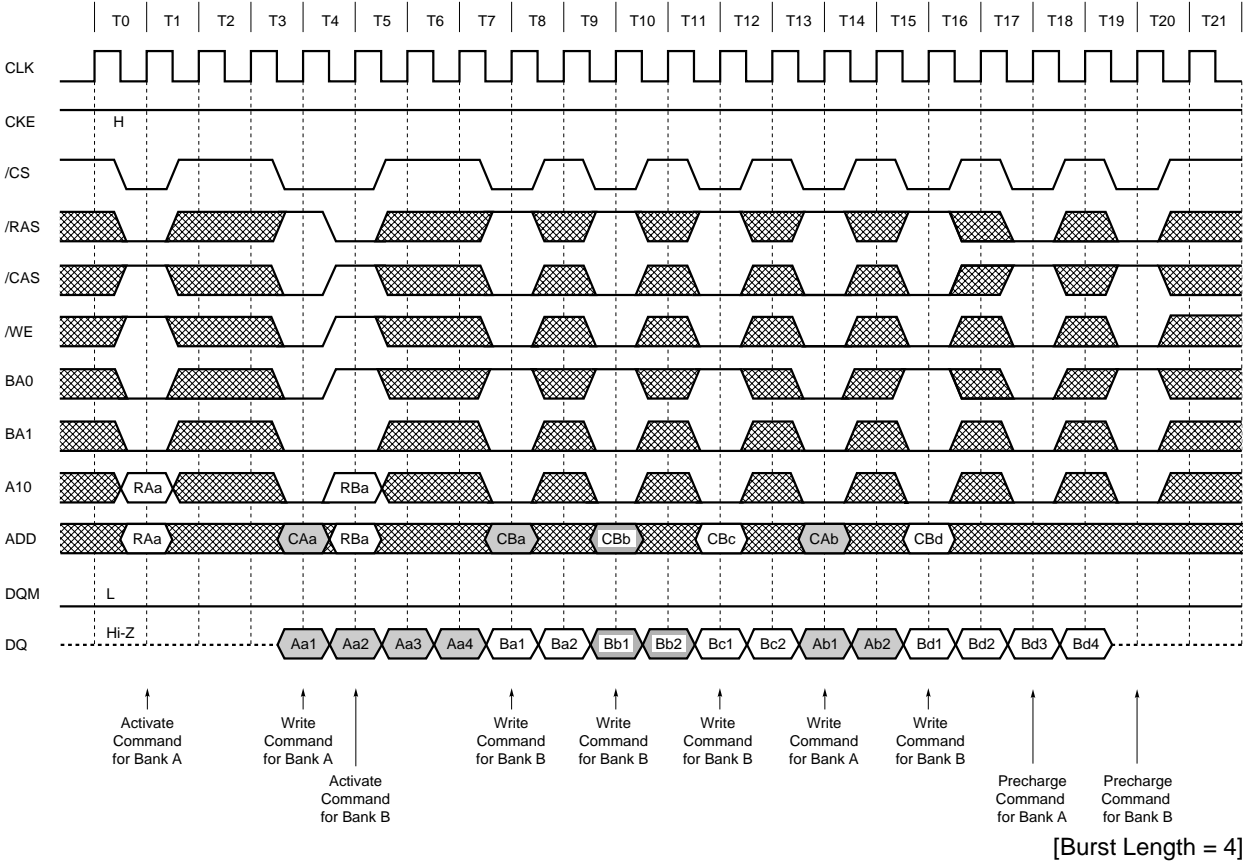 T0 T1 T2 T3 T4 T5 T6 T7 T8 T9 T10 T11 T12 T13 T14 T15 T16 T17 T18 T19 T20 T21
CLK
CKE H
/CS
/RAS
/CAS
/WE
BA0
BA1
A10 RAa RBa
ADD RAa CAa RBa CBa CBb CBc CAb CBd
DQM L
DQ Hi-Z Aa1 Aa2 Aa3 Aa4 Ba1 Ba2 Bb1 Bb2 Bc1 Bc2 Ab1 Ab2 Bd1 Bd2 Bd3 Bd4
Activate
Command
for Bank A
Write
Command
for Bank A
Activate
Command
for Bank B
Write
Command
for Bank B
Write
Command
for Bank B
Write
Command
for Bank B
Write
Command
for Bank A
Write
Command
for Bank B
Precharge
Command
for Bank A
Precharge
Command
for Bank B
[Burst Length = 4]